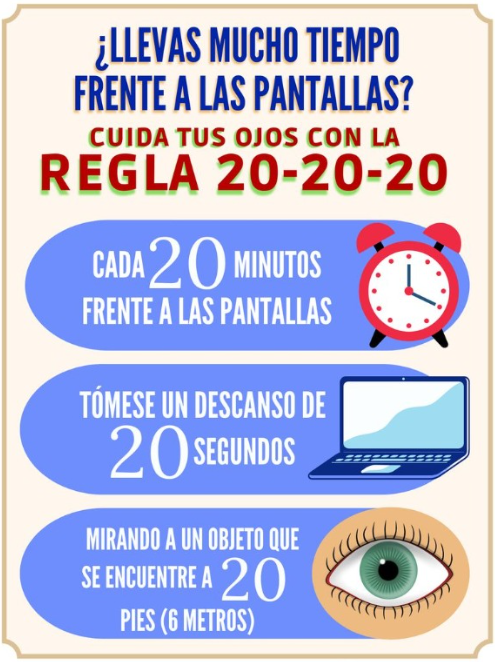 ¿LLEVAS MUCHO TIEMPO
FRENTE A LAS PANTALLAS?
CUIDA TUS OJOS CON LA
REGLA 20-20-20
CADA 20 MINUTOS
FRENTE A LAS PANTALLAS
TÓMESE UN DESCANSO DE
20 SEGUNDOS
MIRANDO A UN OBJETO QUE
SE ENCUENTRE A 20
PIES (6 METROS)